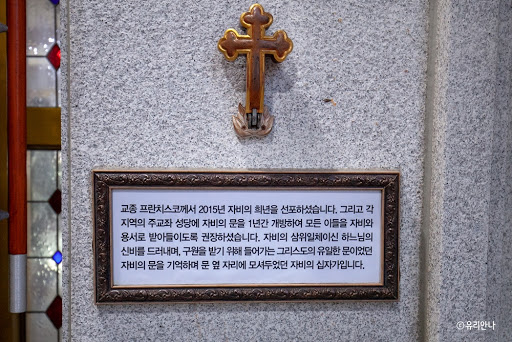 교종 프란치스코께서 2015년 자비의 희년을 선포하셨습니다. 그리고 각
지역의 주교좌 성당에 자비의 문을 1년간 개방하여 모든 이들을 자비와
용서로 받아들이도록 권장하셨습니다. 자비의 삼위일체이신 하느님의
신비를 드러내며, 구원을 받기 위해 들어가는 그리스도의 유일한 문이었던
자비의 문을 기억하며 문 옆 자리에 모셔두었던 자비의 십자가입니다.
©유리안나